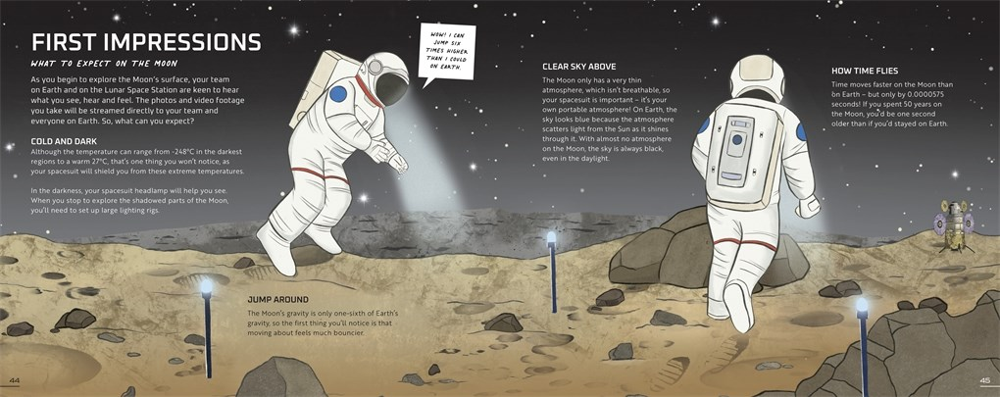 FIRST IMPRESSIONS
WHAT TO EXPECT ON THE MOON
As you begin to explore the Moon's surface, your team
on Earth and on the Lunar Space Station are keen to hear
what you see, hear and feel. The photos and video footage
you take will be streamed directly to your team and
everyone on Earth. So, what can you expect?
COLD AND DARK
Although the temperature can range from -248°C in the darkest
regions to a warm 27°C, that's one thing you won't notice, as
your spacesuit will shield you from these extreme temperatures.
In the darkness, your spacesuit headlamp will help you see.
When you stop to explore the shadowed parts of the Moon,
you'll need to set up large lighting rigs.
WOW! I CAN
JUMP SIX
TIMES HIGHER
THAN I COULD
ON EARTH.
JUMP AROUND
The Moon's gravity is only one-sixth of Earth's
gravity, so the first thing you'll notice is that
moving about feels much bouncier.
44
CLEAR SKY ABOVE
The Moon only has a very thin
atmosphere, which isn't breathable, so
your spacesuit is important – it's your
own portable atmosphere! On Earth, the
sky looks blue because the atmosphere
scatters light from the Sun as it shines
through it. With almost no atmosphere
on the Moon, the sky is always black,
even in the daylight.
HOW TIME FLIES
Time moves faster on the Moon than
on Earth – but only by 0.0000575
seconds! If you spent 50 years on
the Moon, you'd be one second
older than if you'd stayed on Earth.
45